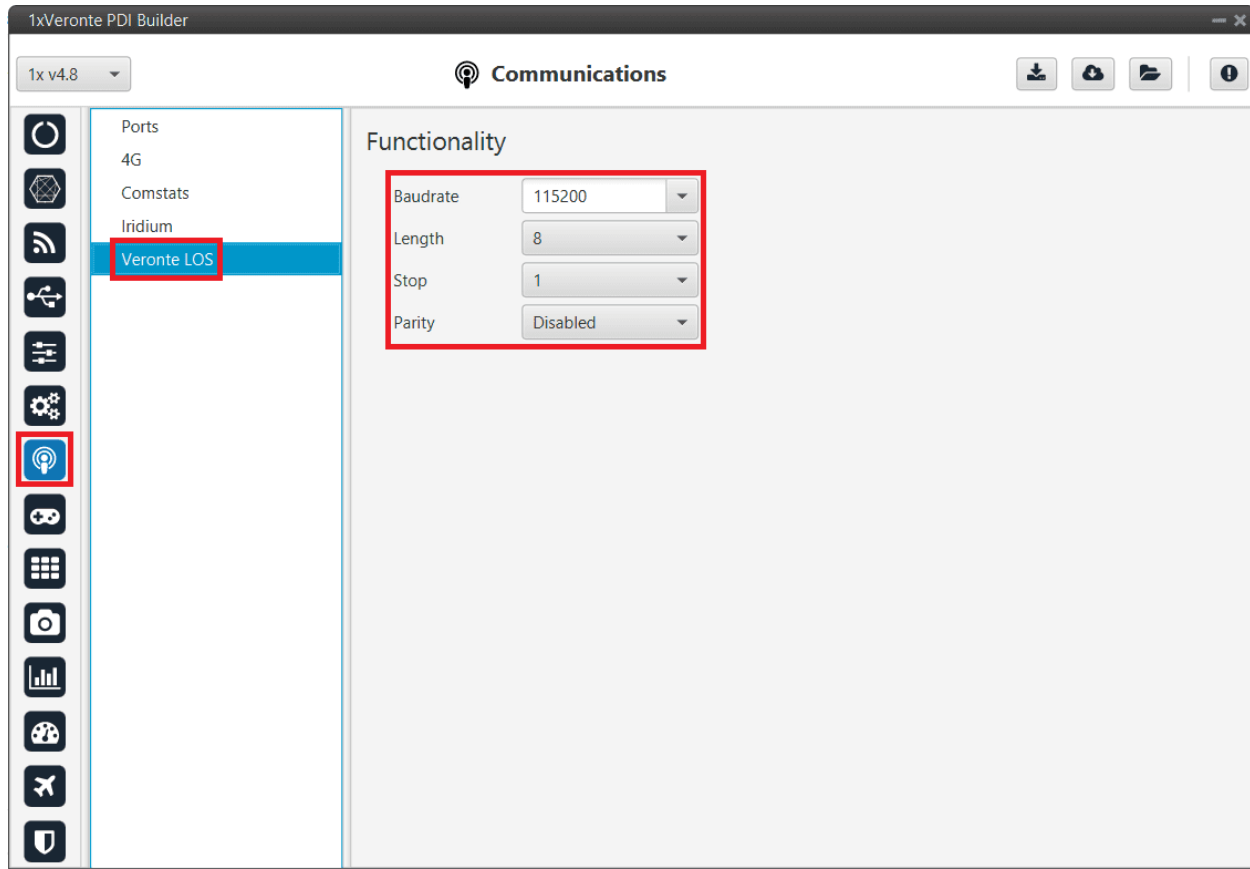 1xVeronte PDI Builder
1x v4.8
Communications
Ports
4G
Comstats
Iridium
Veronte LOS
Functionality
Baudrate 115200
Length 8
Stop 1
Parity Disabled